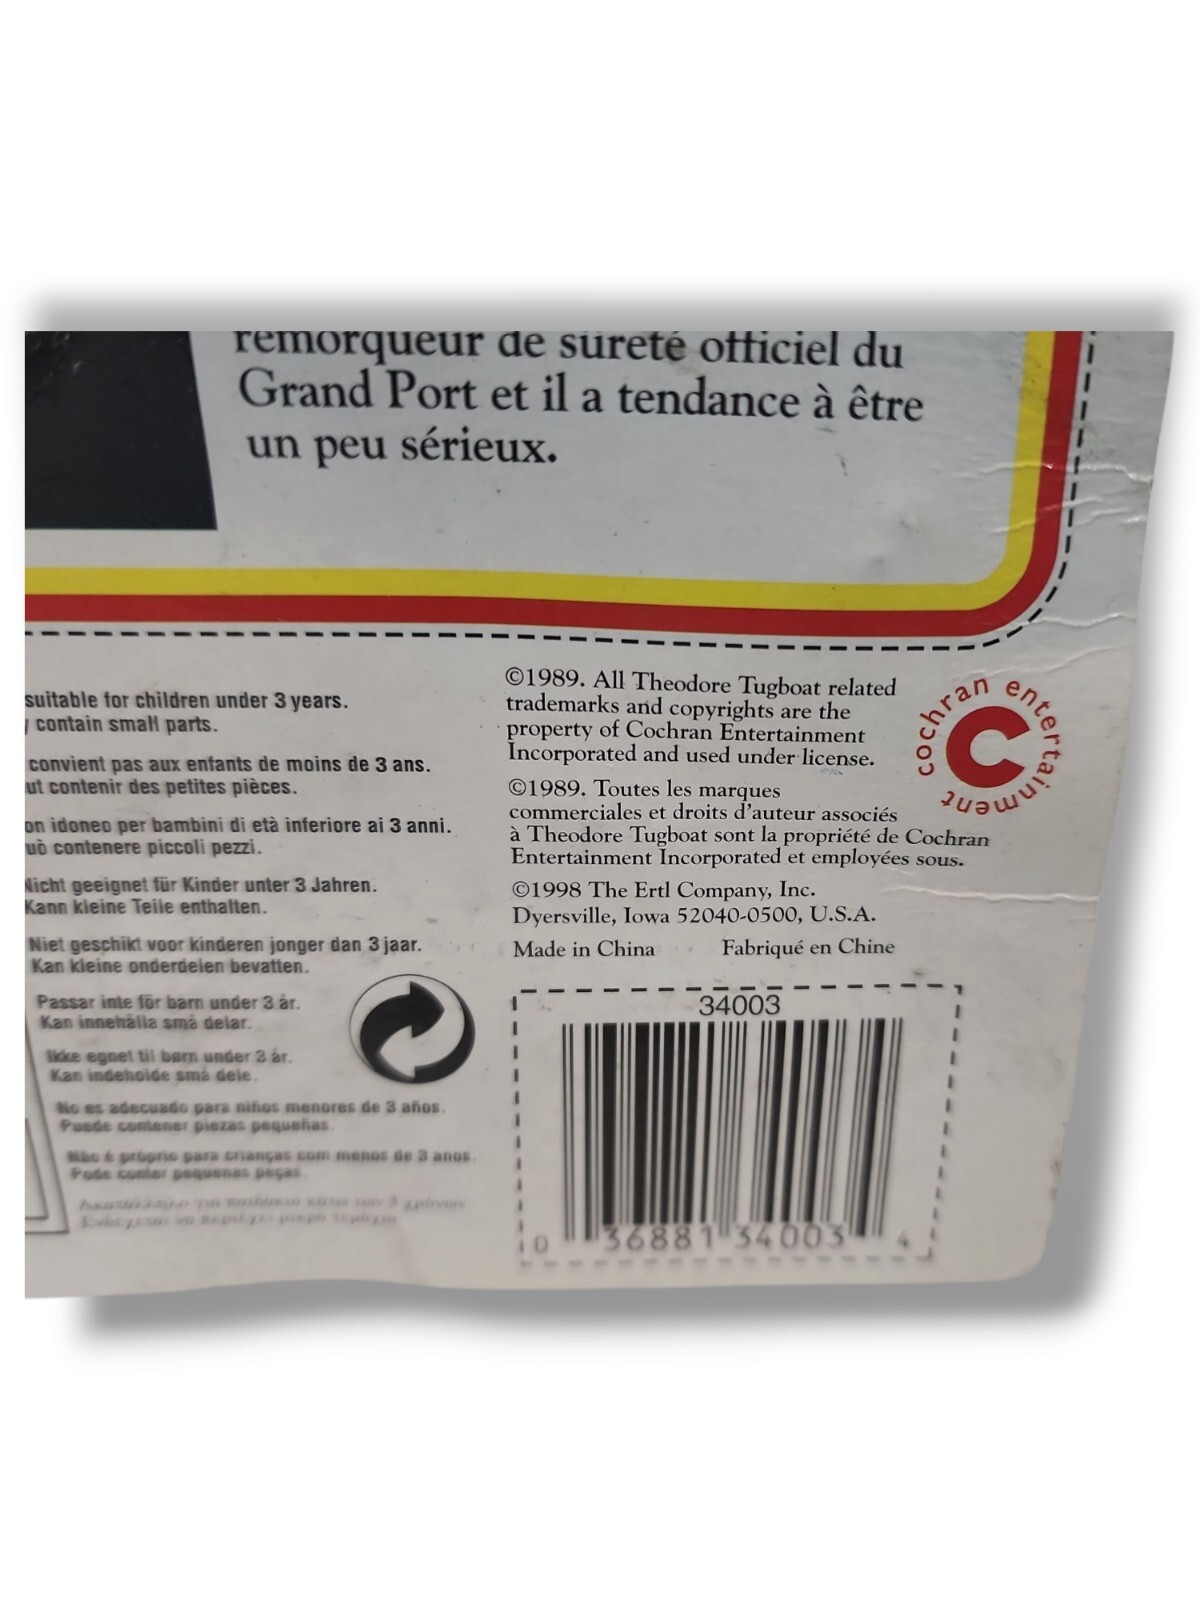 remorqueur de sûreté officiel du
Grand Port et il a tendance à être
un peu sérieux.
suitable for children under 3 years.
contain small parts.
convient pas aux enfants de moins de 3 ans.
ut contenir des petites pièces.
on idoneo per bambini di età inferiore ai 3 anni.
uò contenere piccoli pezzi.
Nicht geeignet für Kinder unter 3 Jahren.
Kann kleine Teile enthalten.
Niet geschikt voor kinderen jonger dan 3 jaar.
Kan kleine onderdelen bevatten.
Passar inte för barn under 3 år.
Kan innehålla små delar.
Ikke egnet til børn under 3 år.
Kan indeholde små dele.
No es adecuado para niños menores de 3 años.
Puede contener piezas pequeñas.
Não é próprio para crianças com menos de 3 anos.
Pode conter pequenas peças.
©1989. All Theodore Tugboat related
trademarks and copyrights are the
property of Cochran Entertainment
Incorporated and used under license.
cochran entertainment
©1989. Toutes les marques
commerciales et droits d'auteur associés
à Theodore Tugboat sont la propriété de Cochran
Entertainment Incorporated et employées sous.
©1998 The Ertl Company, Inc.
Dyersville, Iowa 52040-0500, U.S.A.
Made in China Fabriqué en Chine
34003
0 36881 34003 4